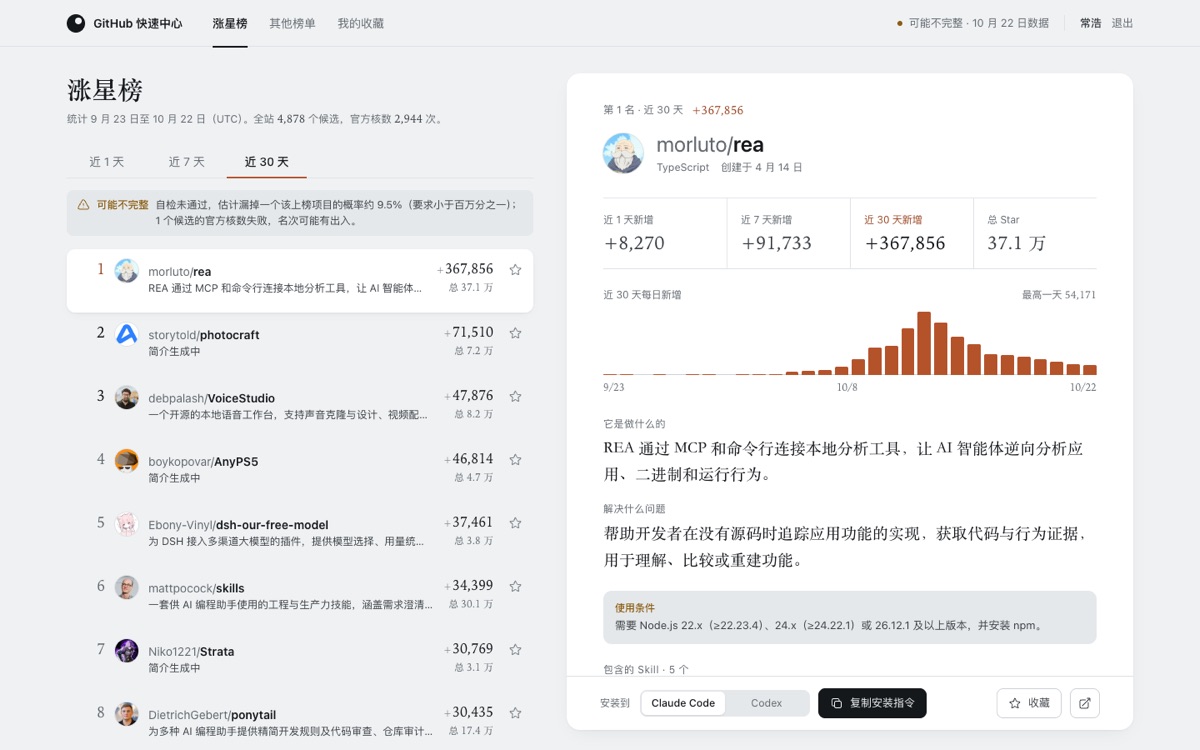 GitHub 快速中心
涨星榜 其他榜单 我的收藏
可能不完整 · 10 月 22 日数据
常浩 退出
涨星榜
统计 9 月 23 日至 10 月 22 日（UTC）。全站 4,878 个候选，官方核数 2,944 次。
近 1 天 近 7 天 近 30 天
可能不完整 自检未通过，估计漏掉一个该上榜项目的概率约 9.5%（要求小于百万分之一）；
1 个候选的官方核数失败，名次可能有出入。
1 morluto/rea +367,856
REA 通过 MCP 和命令行连接本地分析工具，让 AI 智能体... 总 37.1 万
2 storytold/photocraft +71,510
简介生成中 总 7.2 万
3 debpalash/VoiceStudio +47,876
一个开源的本地语音工作台，支持声音克隆与设计、视频配... 总 8.2 万
4 boykopovar/AnyPS5 +46,814
简介生成中 总 4.7 万
5 Ebony-Vinyl/dsh-our-free-model +37,461
为 DSH 接入多渠道大模型的插件，提供模型选择、用量统... 总 3.8 万
6 mattpocock/skills +34,399
一套供 AI 编程助手使用的工程与生产力技能，涵盖需求澄清... 总 30.1 万
7 Niko1221/Strata +30,769
简介生成中 总 3.1 万
8 DietrichGebert/ponytail +30,435
为多种 AI 编程助手提供精简开发规则及代码审查、仓库审计... 总 17.4 万
第 1 名 · 近 30 天 +367,856
morluto/rea
TypeScript 创建于 4 月 14 日
近 1 天新增 近 7 天新增 近 30 天新增 总 Star
+8,270 +91,733 +367,856 37.1 万
近 30 天每日新增 最高一天 54,171
9/23 10/8 10/22
它是做什么的
REA 通过 MCP 和命令行连接本地分析工具，让 AI 智能体逆向分析应
用、二进制和运行行为。
解决什么问题
帮助开发者在没有源码时追踪应用功能的实现，获取代码与行为证据，
用于理解、比较或重建功能。
使用条件
需要 Node.js 22.x（≥22.23.4）、24.x（≥24.22.1）或 26.12.1 及以上版本，并安装 npm。
包含的 Skill · 5 个
安装到 Claude Code Codex 复制安装指令 收藏